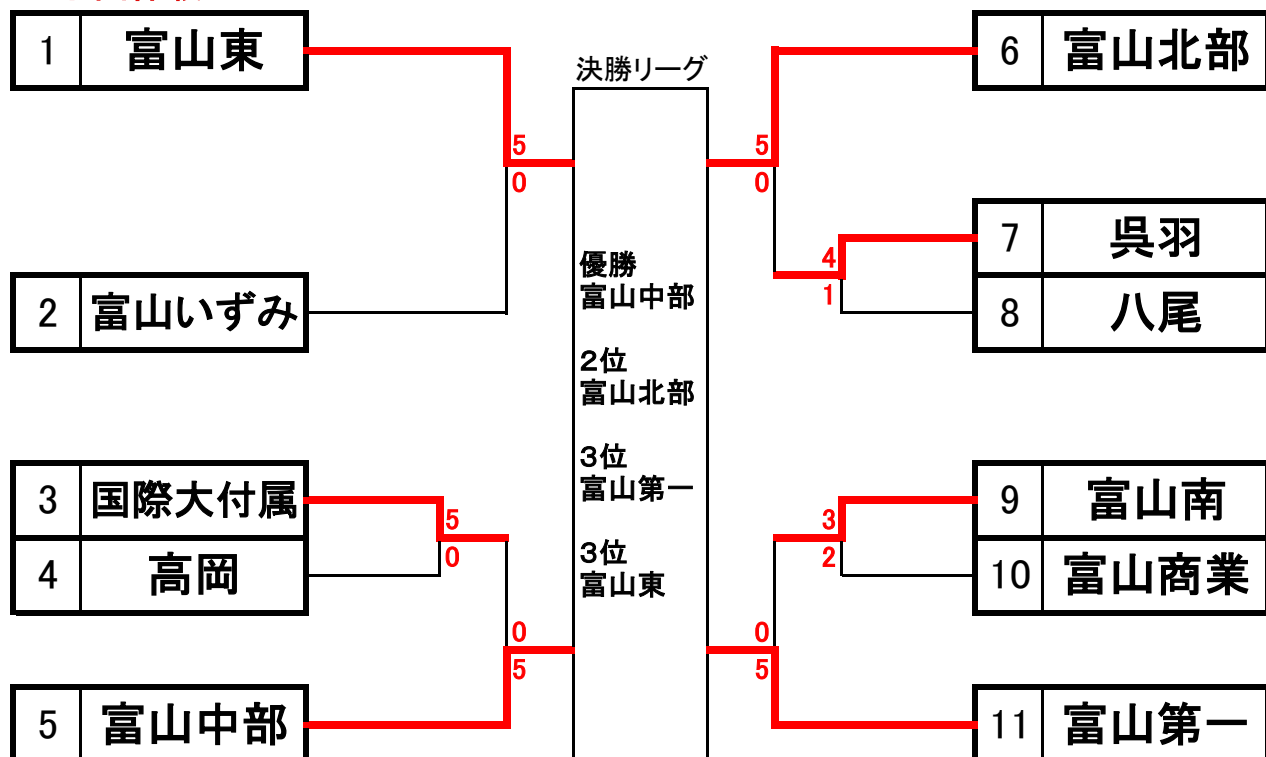 1 富山東
5
0
2 富山いずみ
3 国際大付属
5
0
4 高岡
0
5
5 富山中部
決勝リーグ
優勝
富山中部
2位
富山北部
3位
富山第一
3位
富山東
6 富山北部
5
0
7 呉羽
4
1
8 八尾
9 富山南
3
2
10 富山商業
0
5
11 富山第一